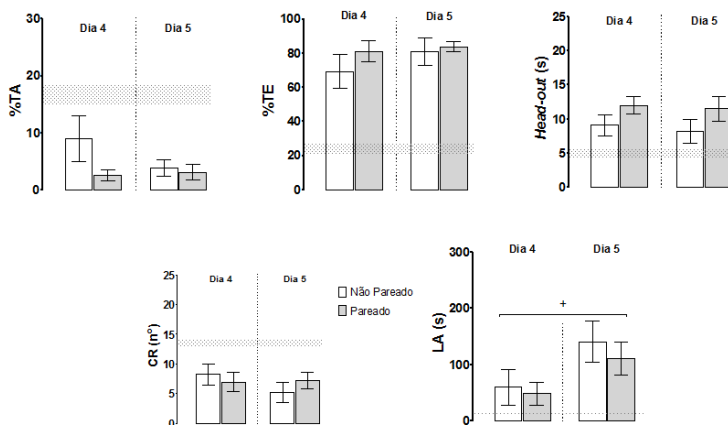 30
20
10
0
%TA
Dia 4
Dia 5
100
80
60
40
20
0
%TE
Dia 4
Dia 5
25
20
15
10
5
0
Head-out (s)
Dia 4
Dia 5
25
20
15
10
5
0
CR (nº)
Dia 4
Dia 5
Não Pareado
Pareado
300
200
100
0
LA (s)
Dia 4
Dia 5
+